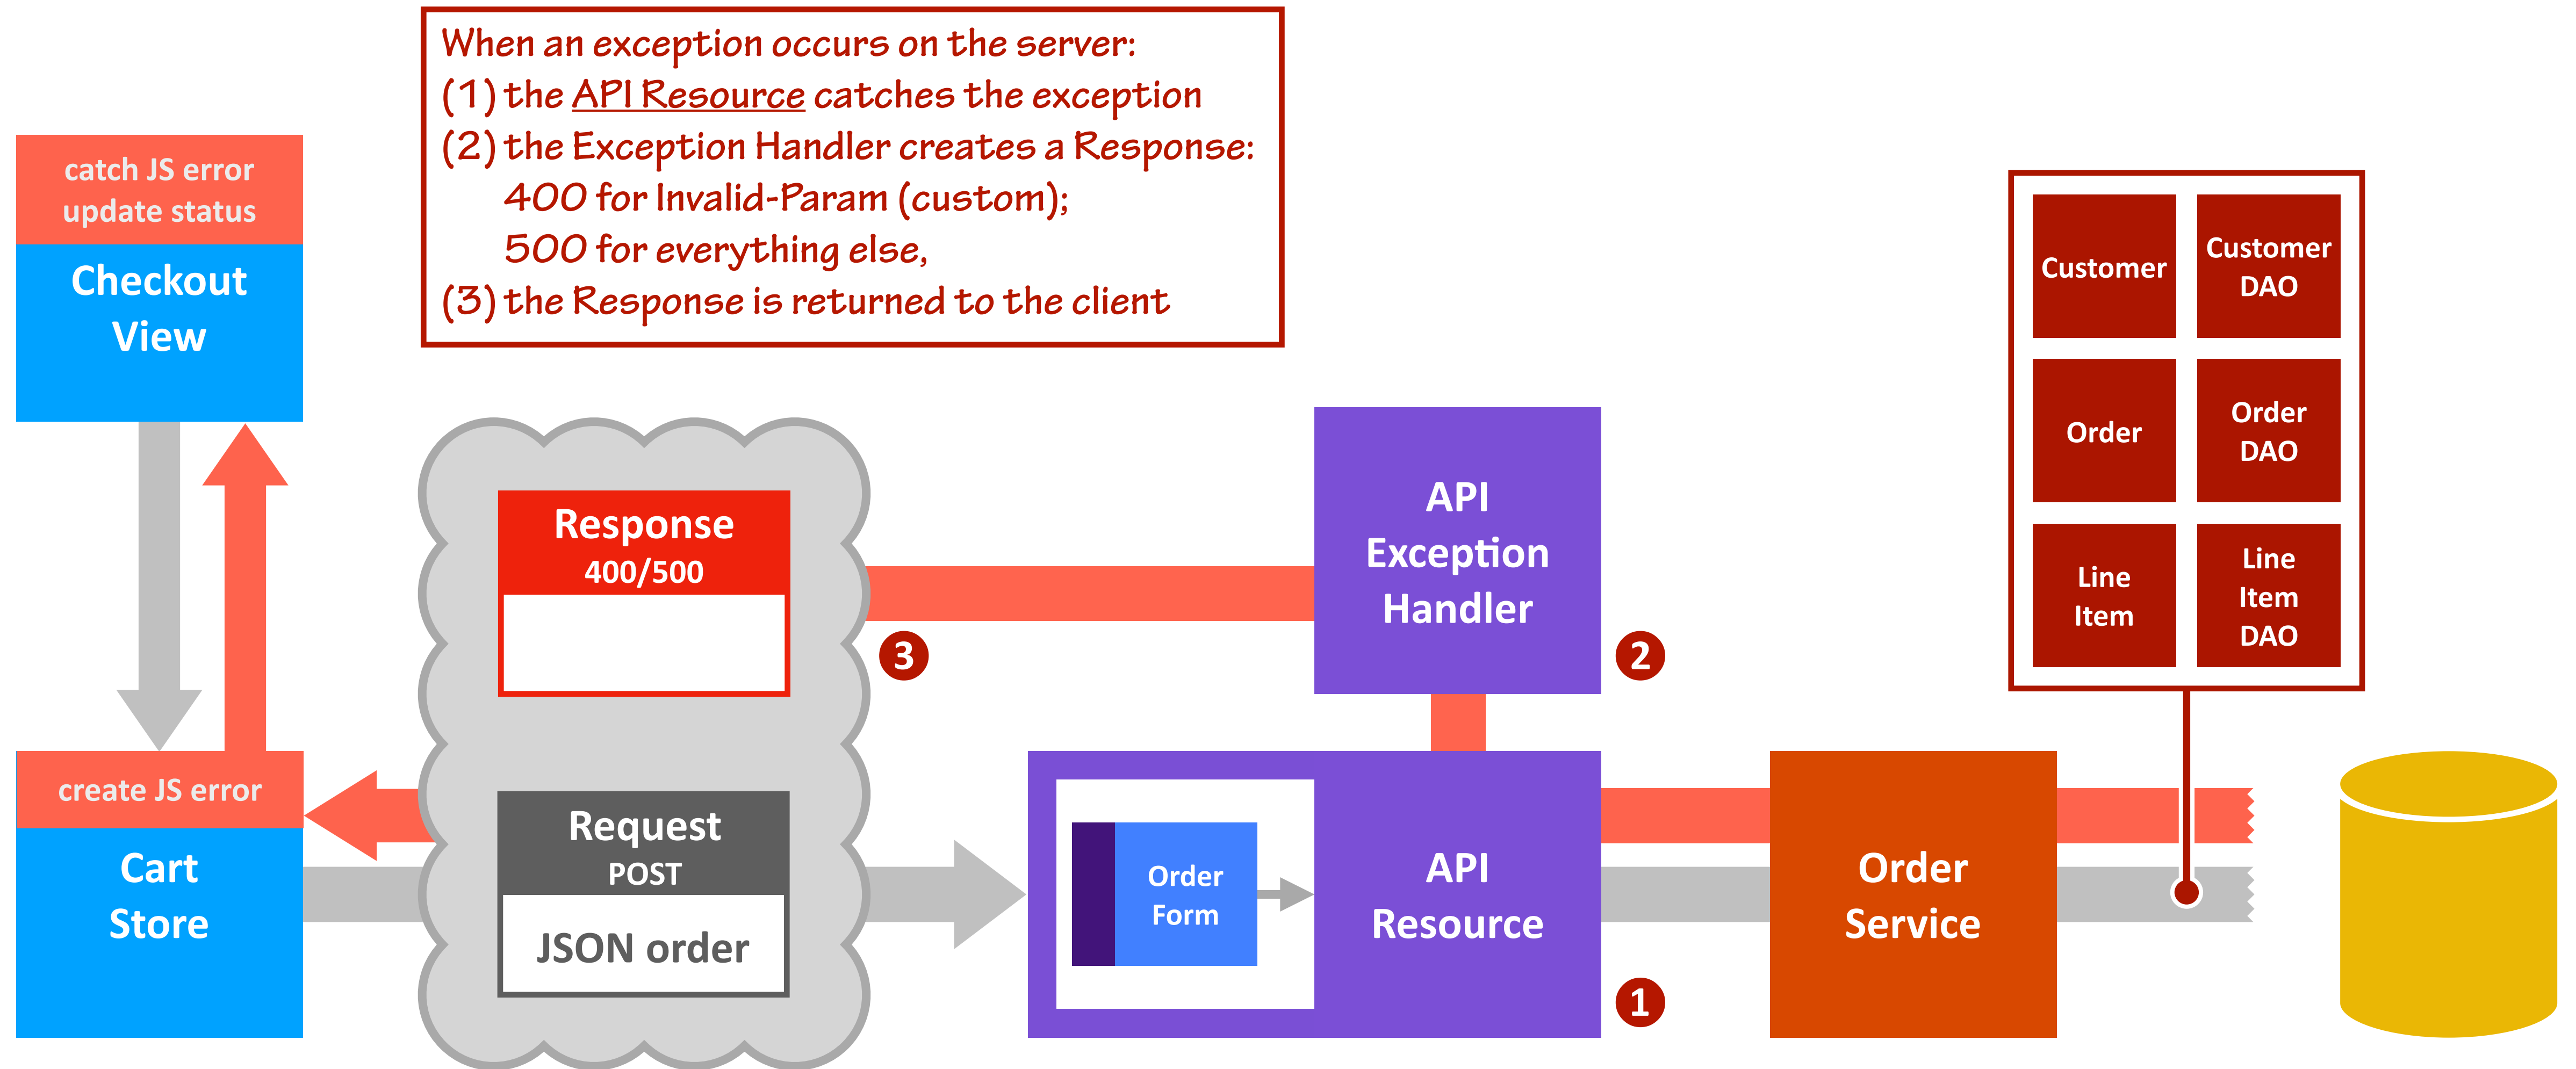 When an exception occurs on the server:
(1) the API Resource catches the exception
(2) the Exception Handler creates a Response:
400 for Invalid-Param (custom);
500 for everything else,
(3) the Response is returned to the client
catch JS error
update status
Checkout
View
create JS error
Cart
Store
Response
400/500
Request
POST
JSON order
3
API
Exception
Handler
2
Order
Form
API
Resource
1
Order
Service
Customer
Customer
DAO
Order
Order
DAO
Line
Item
Line
Item
DAO